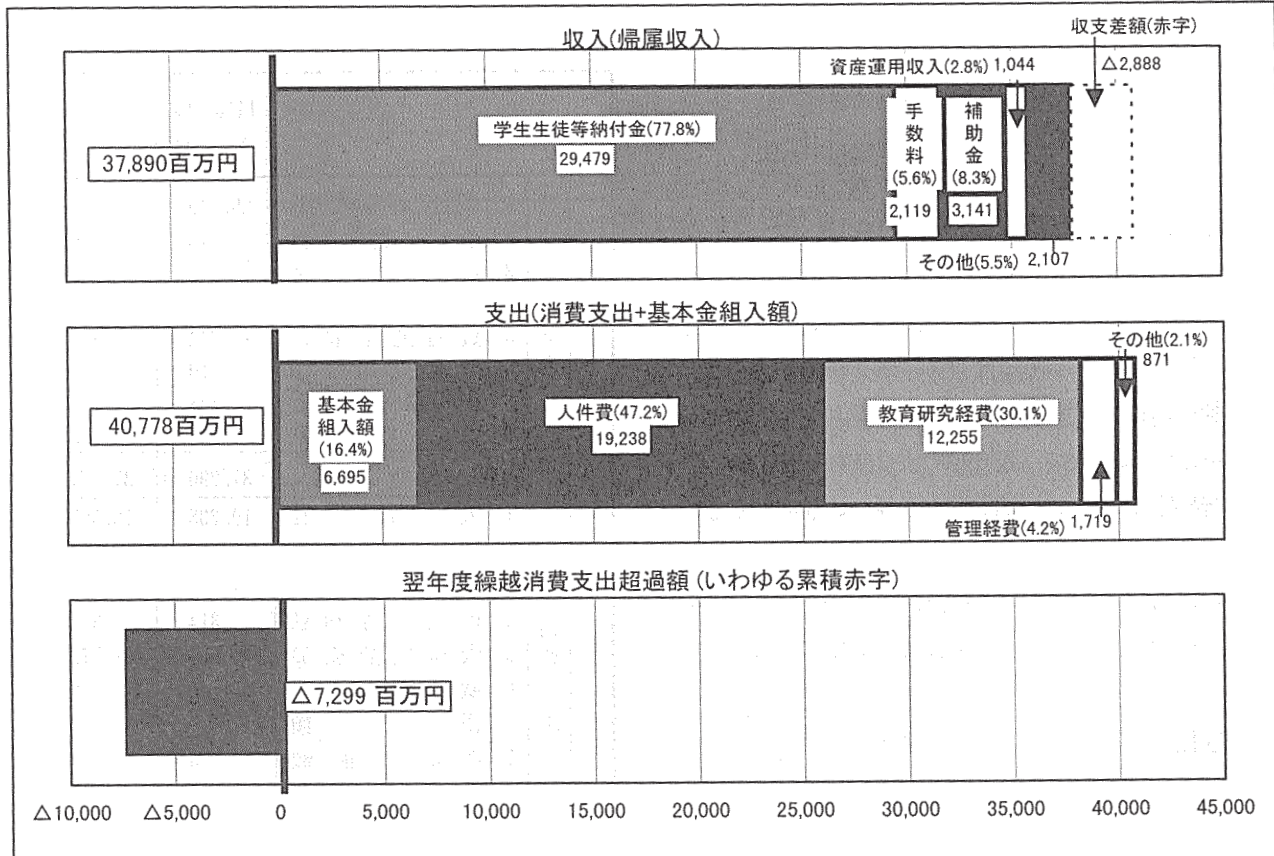 収入(帰属収入)
収支差額(赤字)
資産運用収入(2.8%) 1,044
△2,888
学生生徒等納付金(77.8%)
29,479
手数料
(5.6%)
2,119
補助金
(8.3%)
3,141
37,890百万円
その他(5.5%) 2,107
支出(消費支出+基本金組入額)
その他(2.1%)
871
基本金
組入額
(16.4%)
6,695
人件費(47.2%)
19,238
教育研究経費(30.1%)
12,255
40,778百万円
管理経費(4.2%) 1,719
翌年度繰越消費支出超過額 (いわゆる累積赤字)
△7,299 百万円
△10,000 △5,000 0 5,000 10,000 15,000 20,000 25,000 30,000 35,000 40,000 45,000